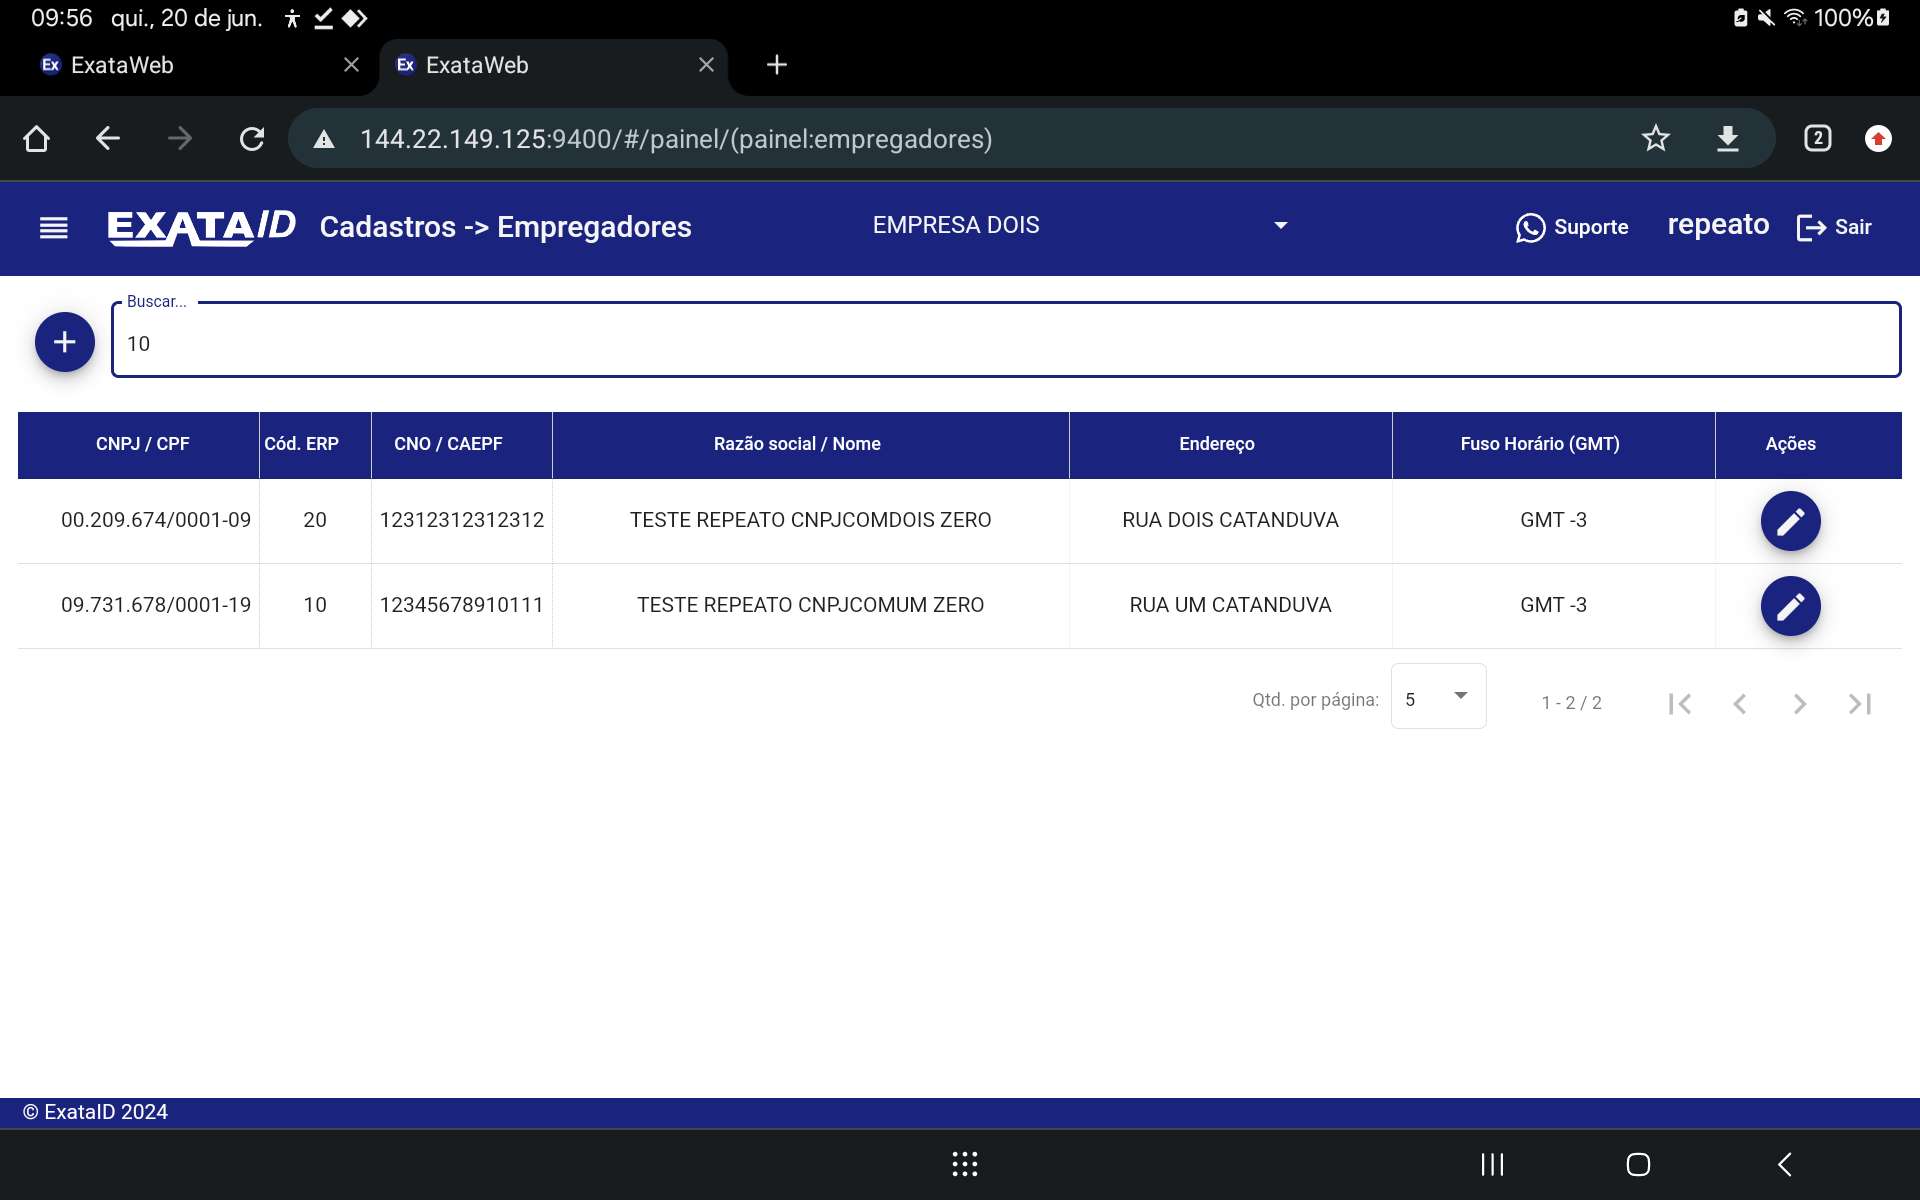 09:56 qui., 20 de jun. 100%
Ex ExataWeb Ex ExataWeb
144.22.149.125:9400/#/painel/(painel:empregadores) 2
EXATAID Cadastros -> Empregadores EMPRESA DOIS Suporte repeato Sair
Buscar...
10
CNPJ / CPF Cód. ERP CNO / CAEPF Razão social / Nome Endereço Fuso Horário (GMT) Ações
00.209.674/0001-09 20 12312312312312 TESTE REPEATO CNPJCOMDOIS ZERO RUA DOIS CATANDUVA GMT -3
09.731.678/0001-19 10 12345678910111 TESTE REPEATO CNPJCOMUM ZERO RUA UM CATANDUVA GMT -3
Qtd. por página: 5 1 - 2 / 2
© ExataID 2024